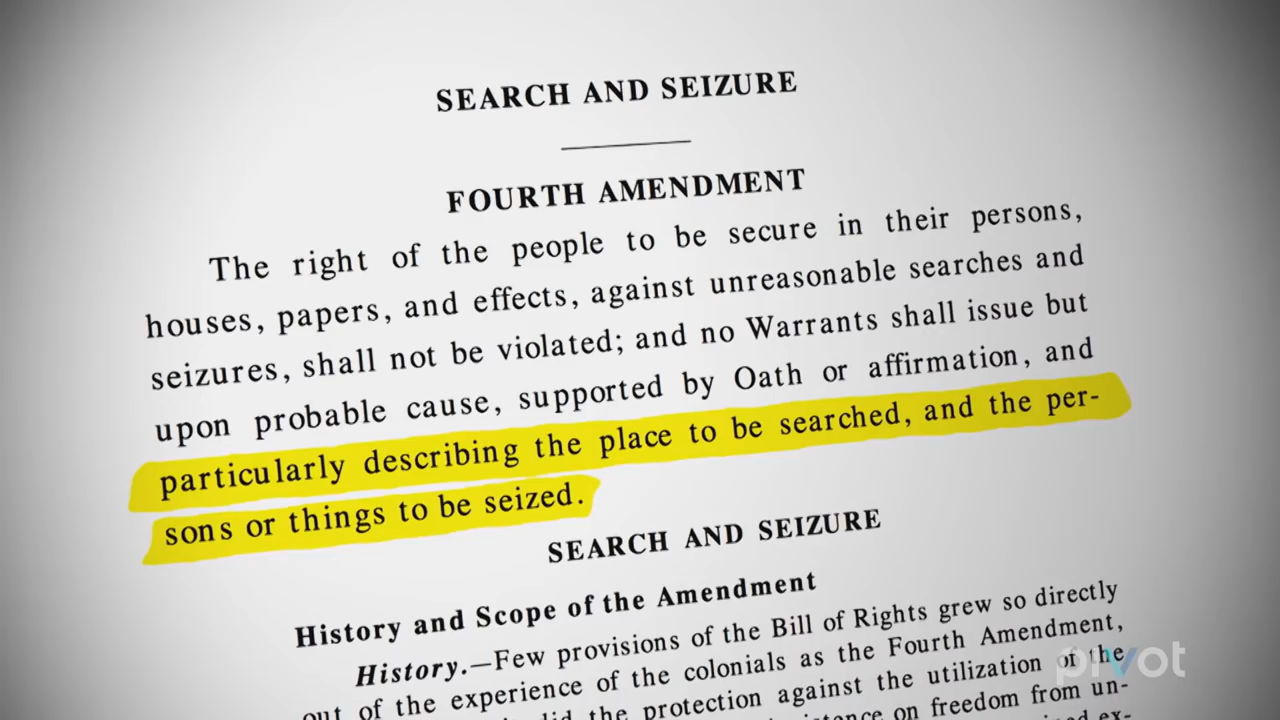 SEARCH AND SEIZURE
FOURTH AMENDMENT
The right of the people to be secure in their persons,
houses, papers, and effects, against unreasonable searches and
seizures, shall not be violated; and no Warrants shall issue but
upon probable cause, supported by Oath or affirmation, and
particularly describing the place to be searched, and the per-
sons or things to be seized.
SEARCH AND SEIZURE
History and Scope of the Amendment
History.—Few provisions of the Bill of Rights grew so directly
out of the experience of the colonials as the Fourth Amendment,
the protection against the utilization of the
on freedom from un-
pivot